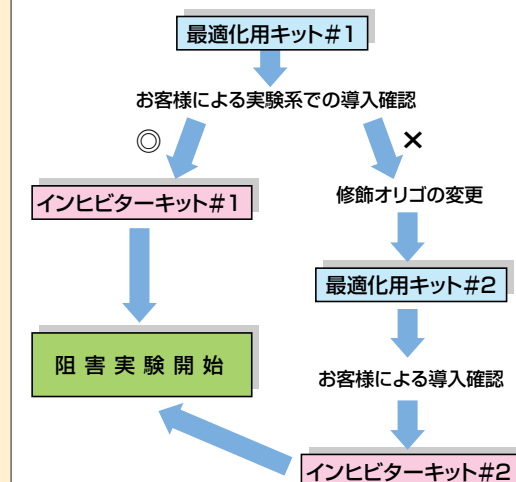 最適化用キット#1
お客様による実験系での導入確認
◎
×
インヒビターキット#1
修飾オリゴの変更
最適化用キット#2
阻害実験開始
お客様による導入確認
インヒビターキット#2